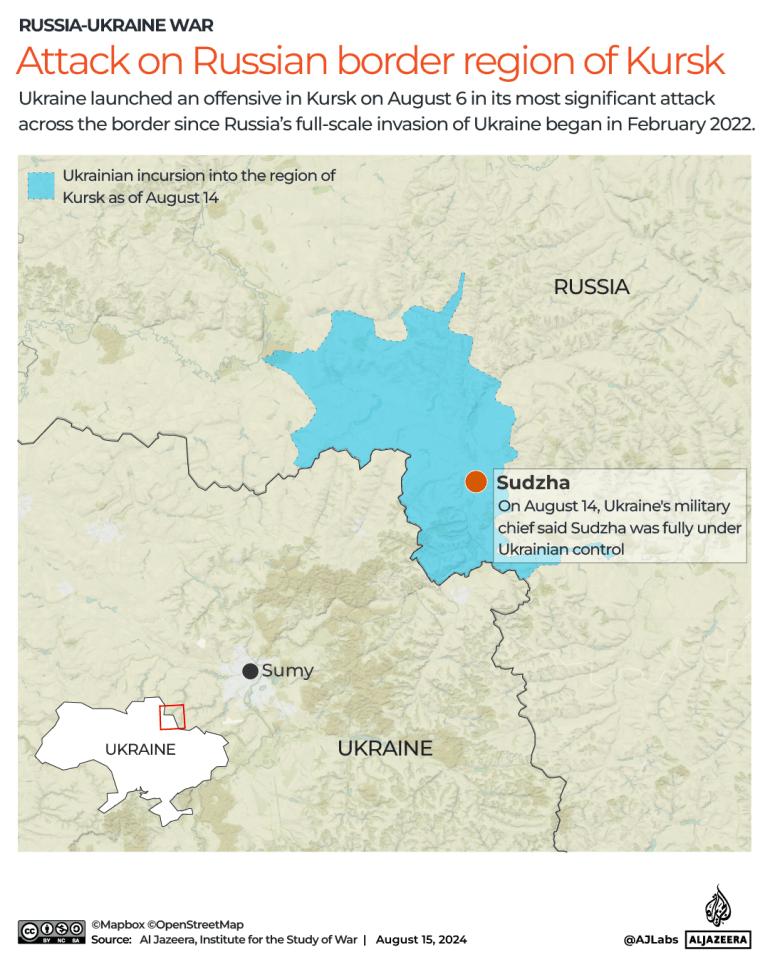 RUSSIA-UKRAINE WAR
Attack on Russian border region of Kursk
Ukraine launched an offensive in Kursk on August 6 in its most significant attack
across the border since Russia's full-scale invasion of Ukraine began in February 2022.
Ukrainian incursion into the region of
Kursk as of August 14
RUSSIA
Sudzha
On August 14, Ukraine's military
chief said Sudzha was fully under
Ukrainian control
Sumy
UKRAINE
UKRAINE
cc BY NC SA
©Mapbox ©OpenStreetMap
Source: Al Jazeera, Institute for the Study of War | August 15, 2024
@AJLabs
ALJAZEERA